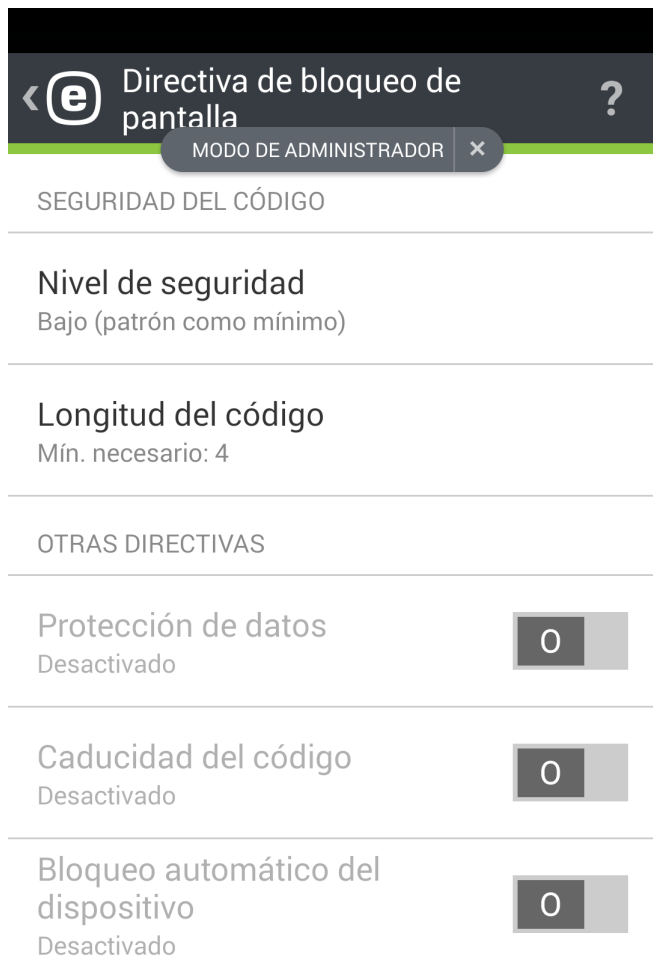 e
Directiva de bloqueo de
pantalla
?
MODO DE ADMINISTRADOR ×
SEGURIDAD DEL CÓDIGO
Nivel de seguridad
Bajo (patrón como mínimo)
Longitud del código
Mín. necesario: 4
OTRAS DIRECTIVAS
Protección de datos
Desactivado
O
Caducidad del código
Desactivado
O
Bloqueo automático del
dispositivo
Desactivado
O